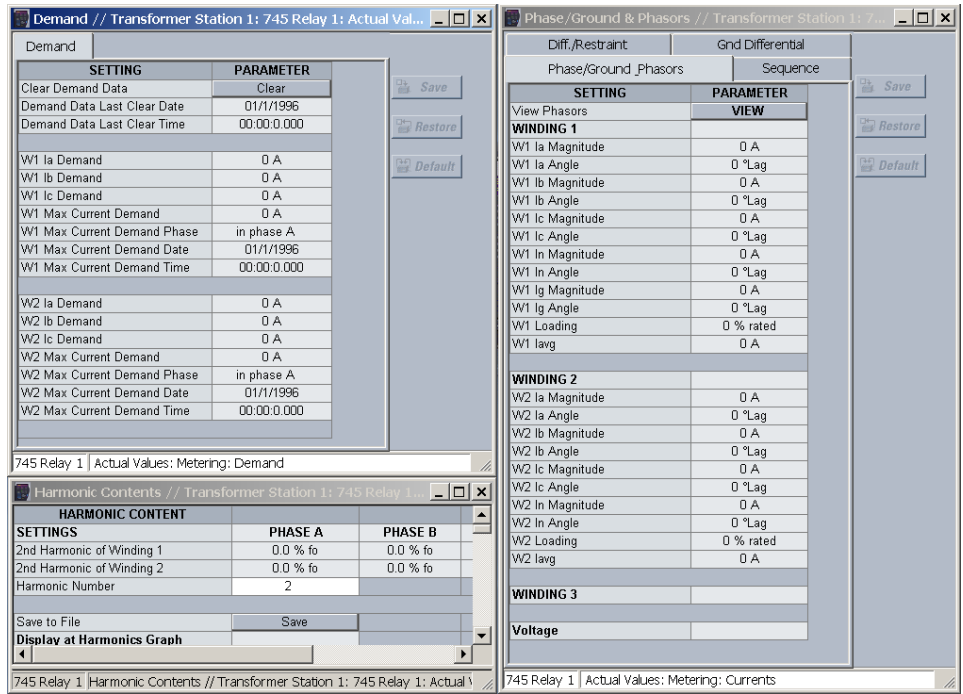 Demand // Transformer Station 1: 745 Relay 1: Actual Val...
Demand
SETTING PARAMETER
Clear Demand Data Clear
Demand Data Last Clear Date 01/1/1996
Demand Data Last Clear Time 00:00:0.000
W1 Ia Demand 0 A
W1 Ib Demand 0 A
W1 Ic Demand 0 A
W1 Max Current Demand 0 A
W1 Max Current Demand Phase in phase A
W1 Max Current Demand Date 01/1/1996
W1 Max Current Demand Time 00:00:0.000
W2 Ia Demand 0 A
W2 Ib Demand 0 A
W2 Ic Demand 0 A
W2 Max Current Demand 0 A
W2 Max Current Demand Phase in phase A
W2 Max Current Demand Date 01/1/1996
W2 Max Current Demand Time 00:00:0.000
Save
Restore
Default
745 Relay 1 Actual Values: Metering: Demand
Harmonic Contents // Transformer Station 1: 745 Relay 1...
HARMONIC CONTENT
SETTINGS PHASE A PHASE B
2nd Harmonic of Winding 1 0.0 % fo 0.0 % fo
2nd Harmonic of Winding 2 0.0 % fo 0.0 % fo
Harmonic Number 2
Save to File Save
Display at Harmonics Graph
745 Relay 1 Harmonic Contents // Transformer Station 1: 745 Relay 1: Actual
Phase/Ground & Phasors // Transformer Station 1: 7...
Diff./Restraint Gnd Differential
Phase/Ground_Phasors Sequence
SETTING PARAMETER
View Phasors VIEW
WINDING 1
W1 Ia Magnitude 0 A
W1 Ia Angle 0 °Lag
W1 Ib Magnitude 0 A
W1 Ib Angle 0 °Lag
W1 Ic Magnitude 0 A
W1 Ic Angle 0 °Lag
W1 In Magnitude 0 A
W1 In Angle 0 °Lag
W1 Ig Magnitude 0 A
W1 Ig Angle 0 °Lag
W1 Loading 0 % rated
W1 Iavg 0 A
WINDING 2
W2 Ia Magnitude 0 A
W2 Ia Angle 0 °Lag
W2 Ib Magnitude 0 A
W2 Ib Angle 0 °Lag
W2 Ic Magnitude 0 A
W2 Ic Angle 0 °Lag
W2 In Magnitude 0 A
W2 In Angle 0 °Lag
W2 Loading 0 % rated
W2 Iavg 0 A
WINDING 3
Voltage
Save
Restore
Default
745 Relay 1 Actual Values: Metering: Currents